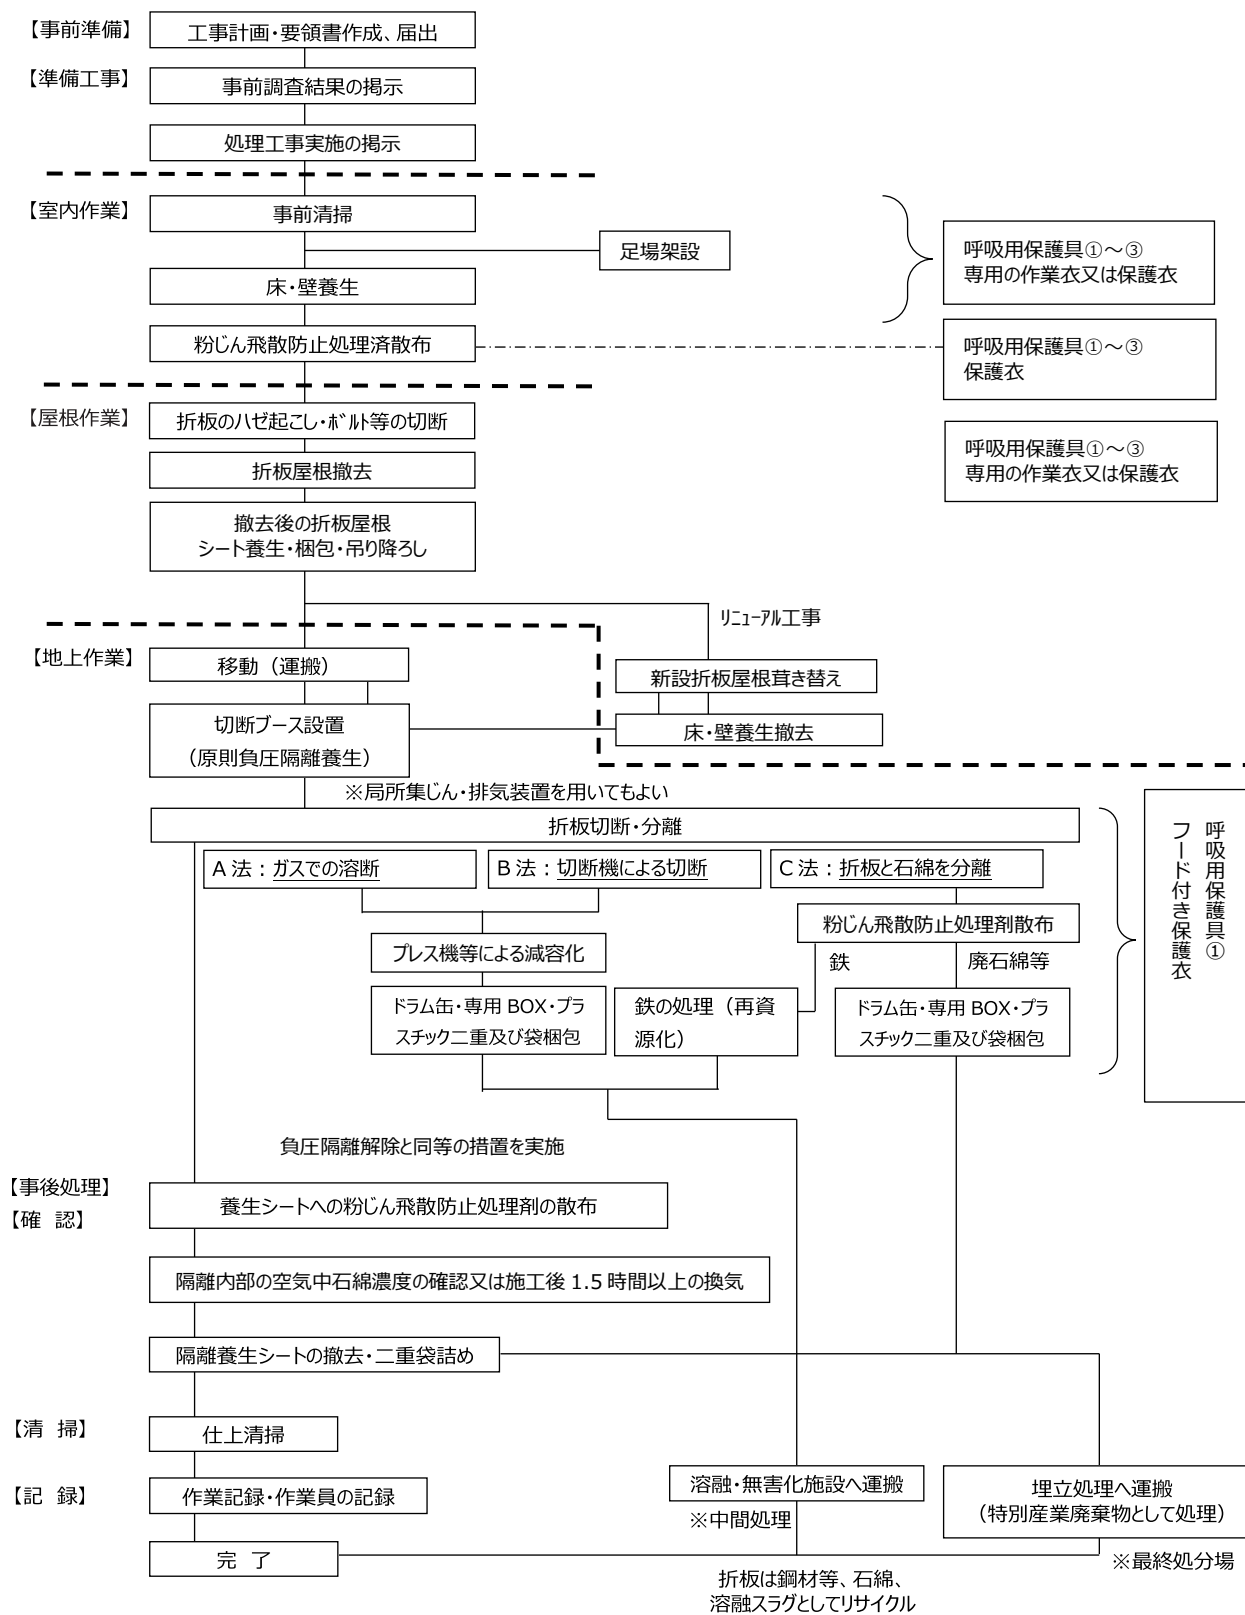 【事前準備】
工事計画・要領書作成、届出
【準備工事】
事前調査結果の掲示
処理工事実施の掲示
【室内作業】
事前清掃
足場架設
呼吸用保護具①～③
専用の作業衣又は保護衣
床・壁養生
粉じん飛散防止処理済散布
呼吸用保護具①～③
保護衣
【屋根作業】
折板のハゼ起こし・ボルト等の切断
呼吸用保護具①～③
専用の作業衣又は保護衣
折板屋根撤去
撤去後の折板屋根
シート養生・梱包・吊り降ろし
リニューアル工事
【地上作業】
移動（運搬）
新設折板屋根葺き替え
切断ブース設置
（原則負圧隔離養生）
床・壁養生撤去
※局所集じん・排気装置を用いてもよい
折板切断・分離
呼吸用保護具①
フード付き保護衣
A 法：ガスでの溶断
B 法：切断機による切断
C 法：折板と石綿を分離
粉じん飛散防止処理剤散布
プレス機等による減容化
鉄
廃石綿等
ドラム缶・専用 BOX・プラ
スチック二重及び袋梱包
鉄の処理（再資
源化）
ドラム缶・専用 BOX・プラ
スチック二重及び袋梱包
負圧隔離解除と同等の措置を実施
【事後処理】
【確　認】
養生シートへの粉じん飛散防止処理剤の散布
隔離内部の空気中石綿濃度の確認又は施工後 1.5 時間以上の換気
隔離養生シートの撤去・二重袋詰め
【清　掃】
仕上清掃
【記　録】
作業記録・作業員の記録
溶融・無害化施設へ運搬
※中間処理
埋立処理へ運搬
（特別産業廃棄物として処理）
※最終処分場
完　了
折板は鋼材等、石綿、
溶融スラグとしてリサイクル